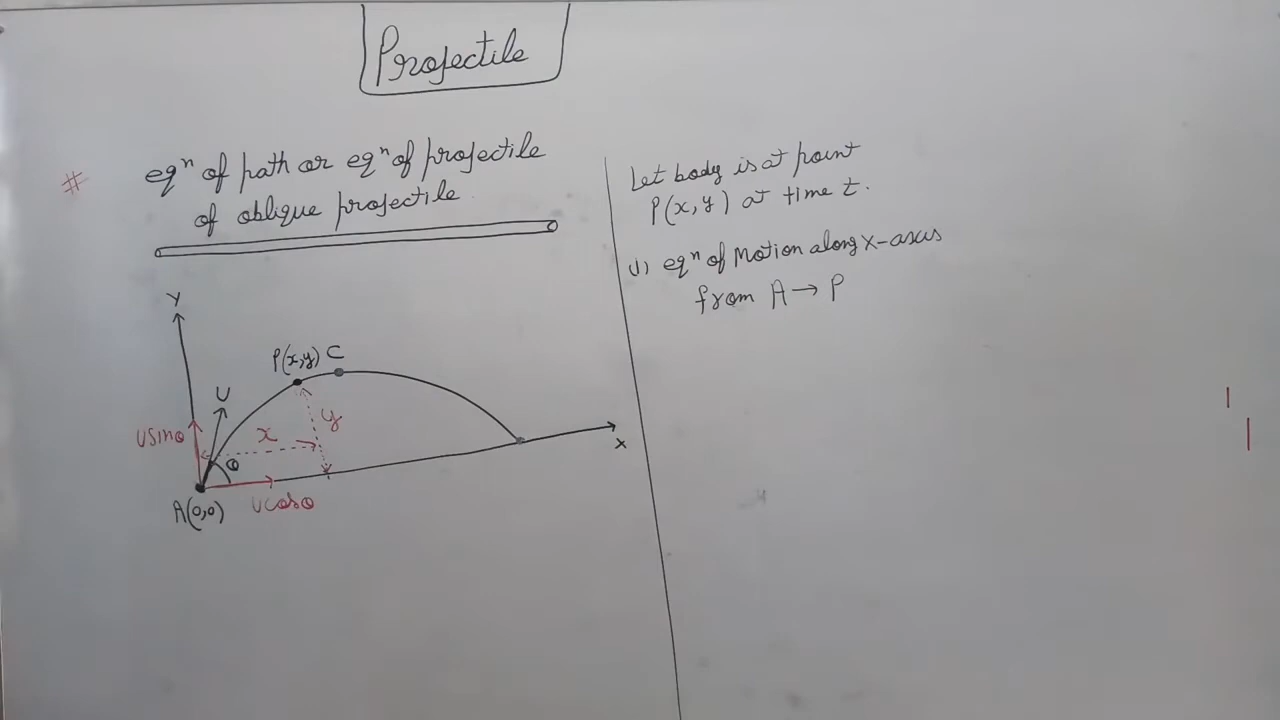 Projectile
# eqⁿ of path or eqⁿ of projectile
of oblique projectile
Y
P(x,y) C
U
y
USinθ
x
θ
X
A(0,0)
UCosθ
Let body is at point
P(x,y) at time t.
(1) eqⁿ of Motion along X-axis
from A → P